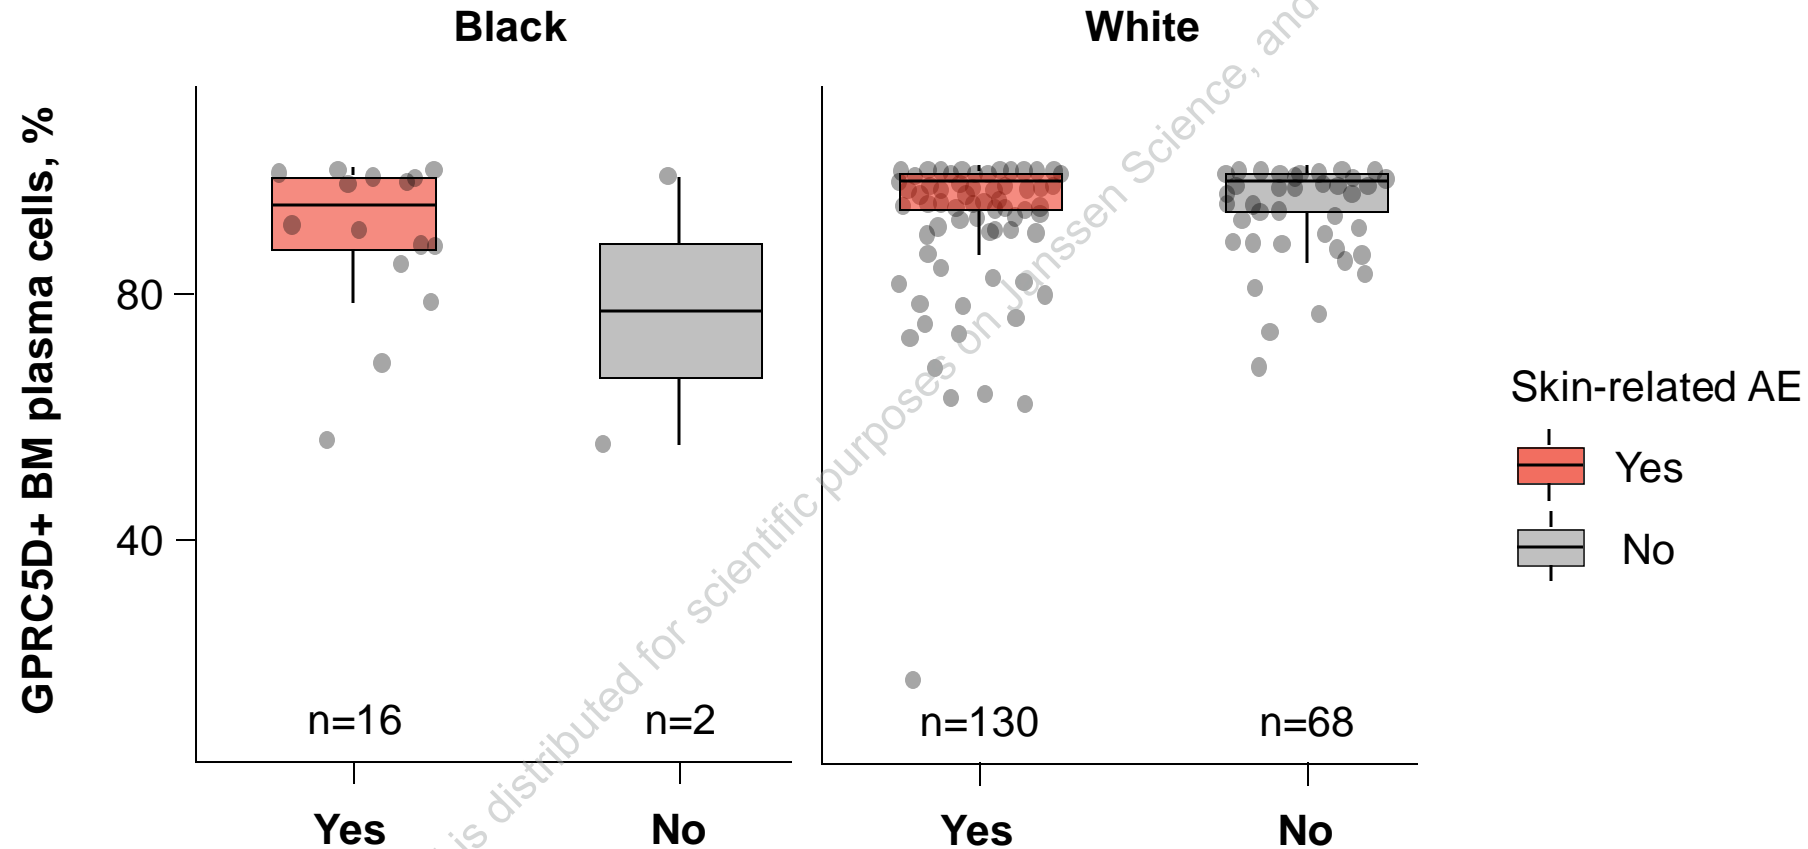 Black
White
GPRC5D+ BM plasma cells, %
80
40
n=16
n=2
n=130
n=68
Yes
No
Yes
No
Skin-related AE
Yes
No
is distributed for scientific purposes on Janssen Science, and